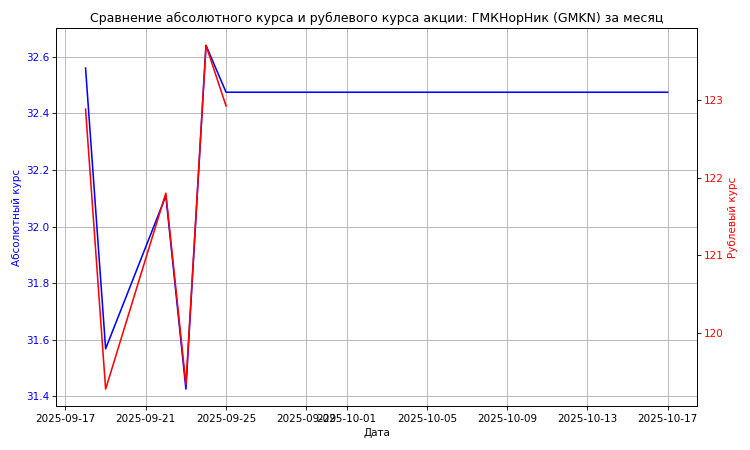 Сравнение абсолютного курса и рублевого курса акции: ГМКНорНик (GMKN) за месяц
32.6
32.4
32.2
32.0
31.8
31.6
31.4
Абсолютный курс
123
122
121
120
Рублевый курс
2025-09-17 2025-09-21 2025-09-25 2025-09-29 2025-10-01 2025-10-05 2025-10-09 2025-10-13 2025-10-17
Дата